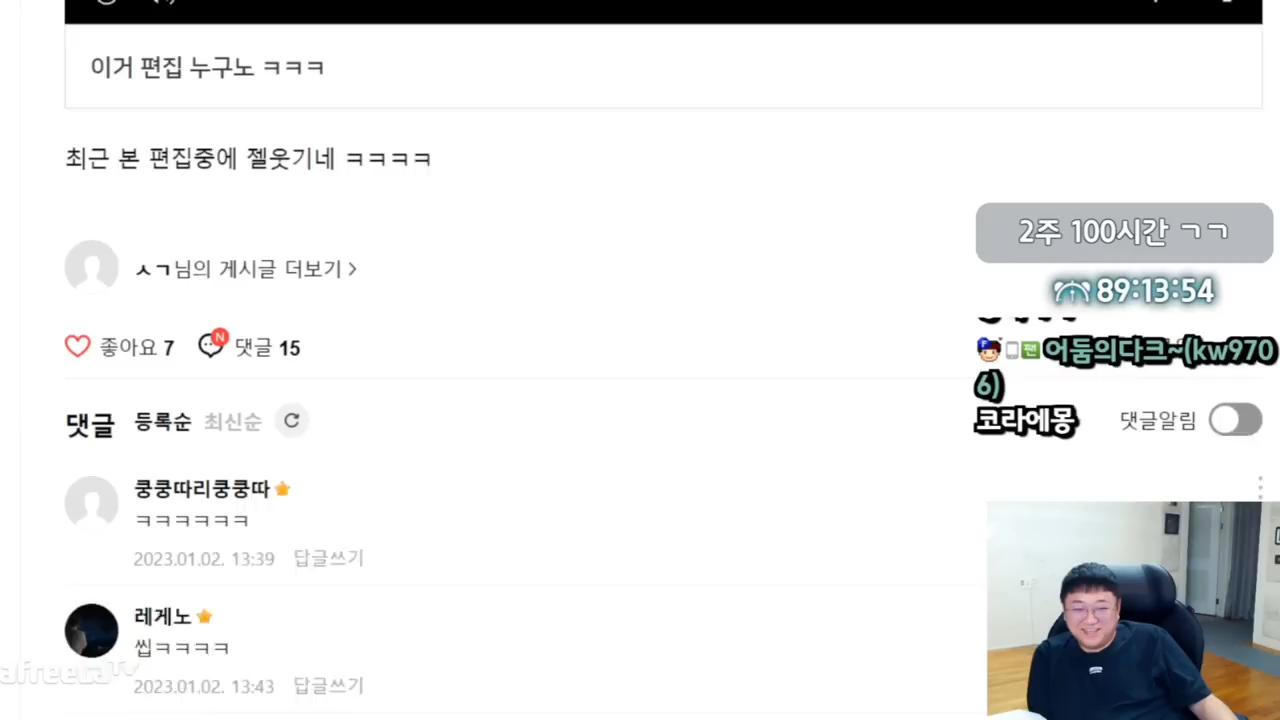 이거 편집 누구노 ㅋㅋㅋ
최근 본 편집중에 젤웃기네 ㅋㅋㅋㅋ
2주 100시간 ㄱㄱ
89:13:54
ㅅㄱ님의 게시글 더보기 >
좋아요 7 N 댓글 15
F 팬 어둠의다크~(kw970
6)
코라에몽
댓글 등록순 최신순
댓글알림
쿵쿵따리쿵쿵따
ㅋㅋㅋㅋㅋㅋ
2023.01.02. 13:39 답글쓰기
레게노
씹ㅋㅋㅋㅋ
afreecaTV
2023.01.02. 13:43 답글쓰기